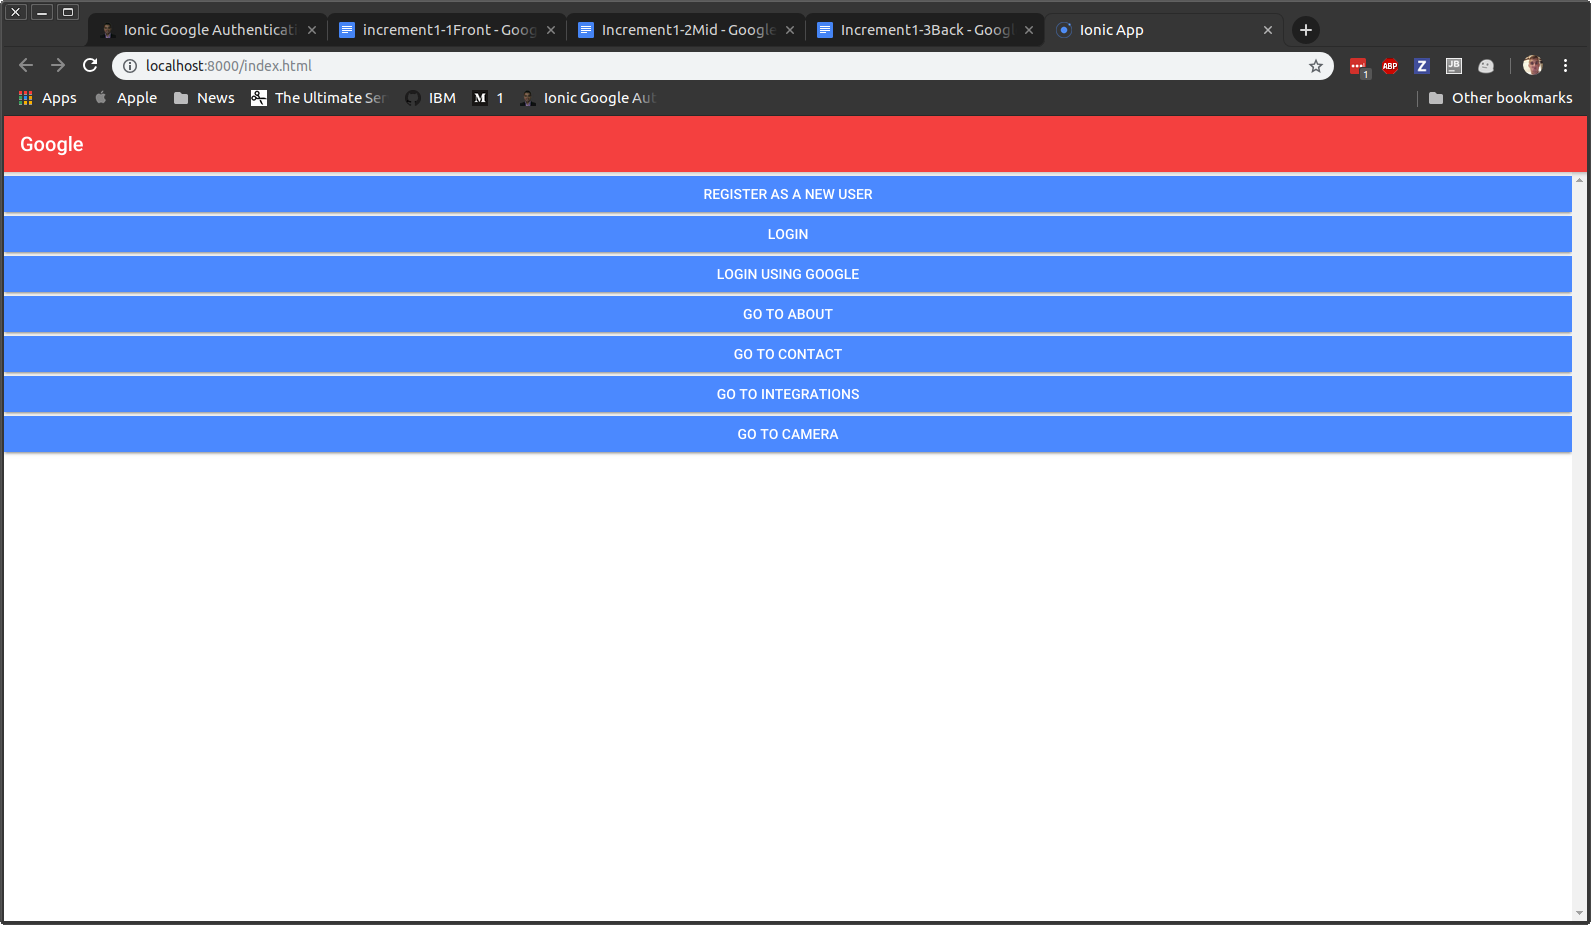 Ionic Google Authenticati
increment1-1Front - Goog
Increment1-2Mid - Google
Increment1-3Back - Googl
Ionic App
localhost:8000/index.html
1
ABP
Z
JB
Apps
Apple
News
The Ultimate Ser
IBM
M 1
Ionic Google Aut
Other bookmarks
Google
REGISTER AS A NEW USER
LOGIN
LOGIN USING GOOGLE
GO TO ABOUT
GO TO CONTACT
GO TO INTEGRATIONS
GO TO CAMERA